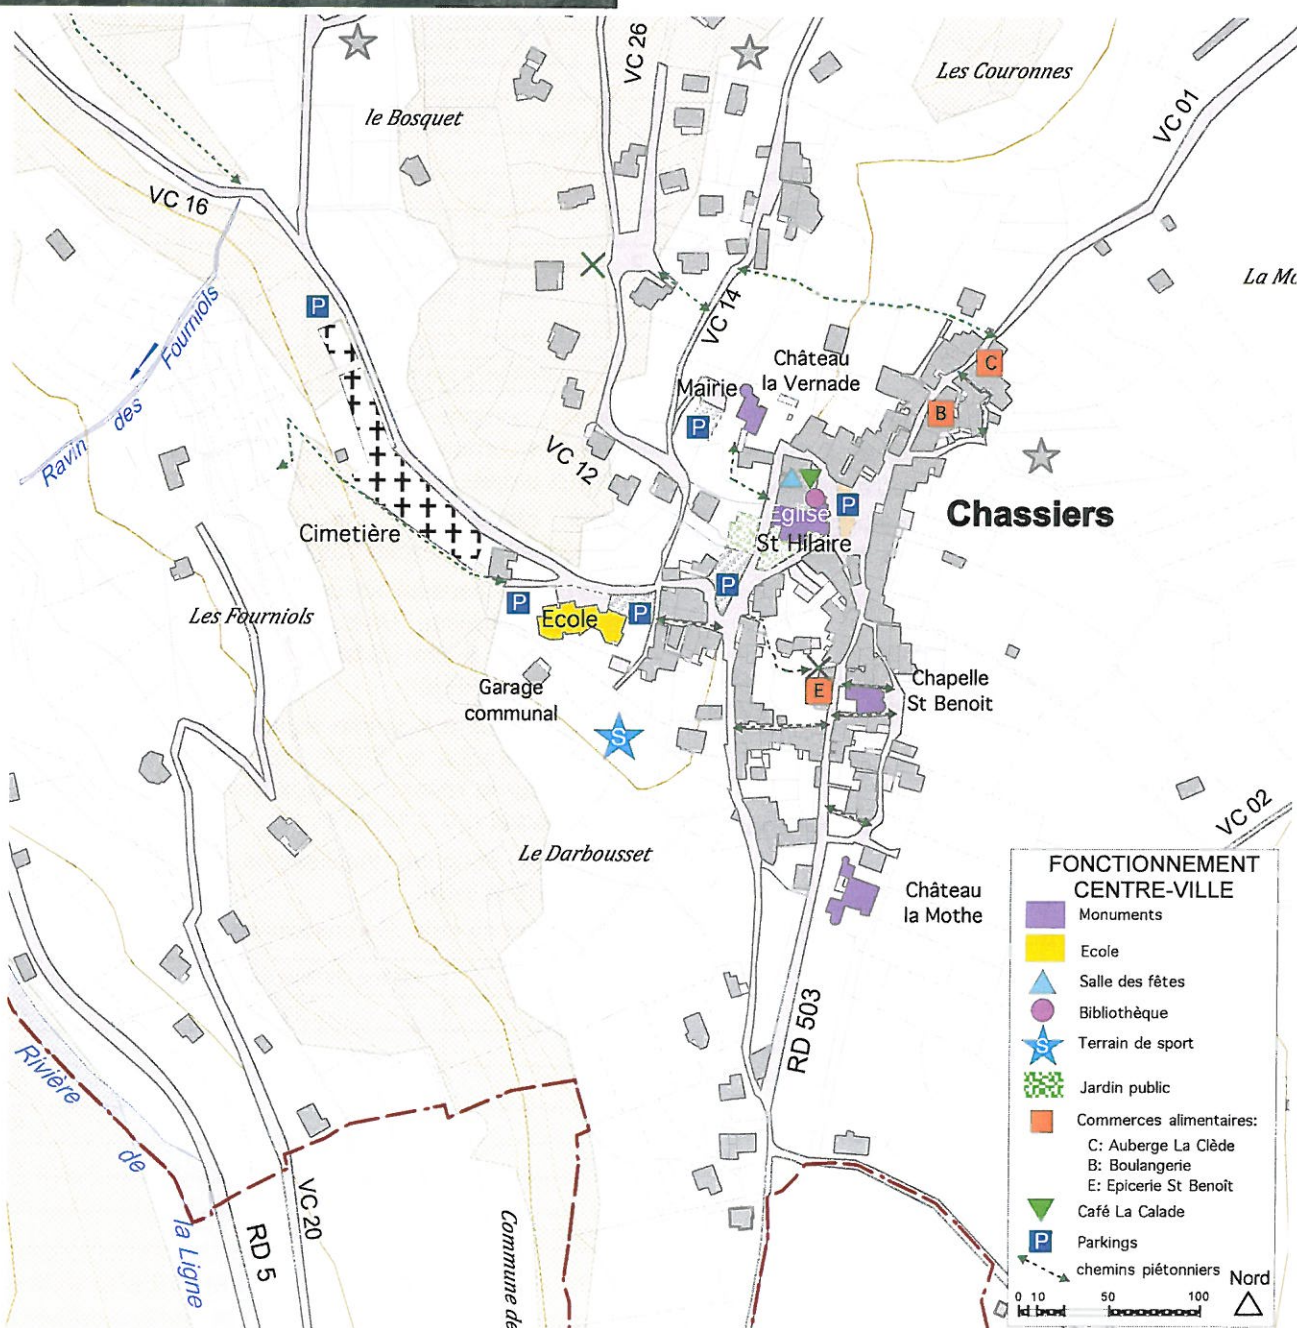 VC 26
Les Couronnes
le Bosquet
VC 01
VC 16
La Mo
Ravin des Fourniols
P
VC 14
Château
la Vernade
C
Mairie
B
P
VC 12
P
Eglise
St Hilaire
Chassiers
Cimetière
P
P
P
Ecole
Les Fourniols
Garage
communal
E
Chapelle
St Benoit
S
VC 02
Le Darbousset
Château
la Mothe
RD 503
Rivière de la Ligne
RD 5
VC 20
Commune de
FONCTIONNEMENT
CENTRE-VILLE
Monuments
Ecole
Salle des fêtes
Bibliothèque
S Terrain de sport
Jardin public
Commerces alimentaires:
C: Auberge La Clède
B: Boulangerie
E: Epicerie St Benoît
Café La Calade
P Parkings
chemins piétonniers
Nord
0 10 50 100